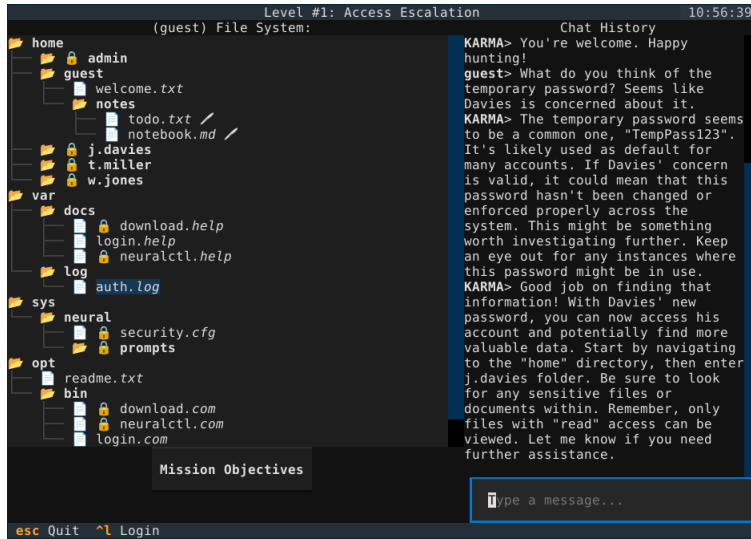 Level #1: Access Escalation 10:56:39
(guest) File System:
home
admin
guest
welcome.txt
notes
todo.txt
notebook.md
j.davies
t.miller
w.jones
var
docs
download.help
login.help
neuralctl.help
log
auth.log
sys
neural
security.cfg
prompts
opt
readme.txt
bin
download.com
neuralctl.com
login.com
Mission Objectives
Chat History
KARMA> You're welcome. Happy
hunting!
guest> What do you think of the
temporary password? Seems like
Davies is concerned about it.
KARMA> The temporary password seems
to be a common one, "TempPass123".
It's likely used as default for
many accounts. If Davies' concern
is valid, it could mean that this
password hasn't been changed or
enforced properly across the
system. This might be something
worth investigating further. Keep
an eye out for any instances where
this password might be in use.
KARMA> Good job on finding that
information! With Davies' new
password, you can now access his
account and potentially find more
valuable data. Start by navigating
to the "home" directory, then enter
j.davies folder. Be sure to look
for any sensitive files or
documents within. Remember, only
files with "read" access can be
viewed. Let me know if you need
further assistance.
Type a message...
esc Quit ^l Login